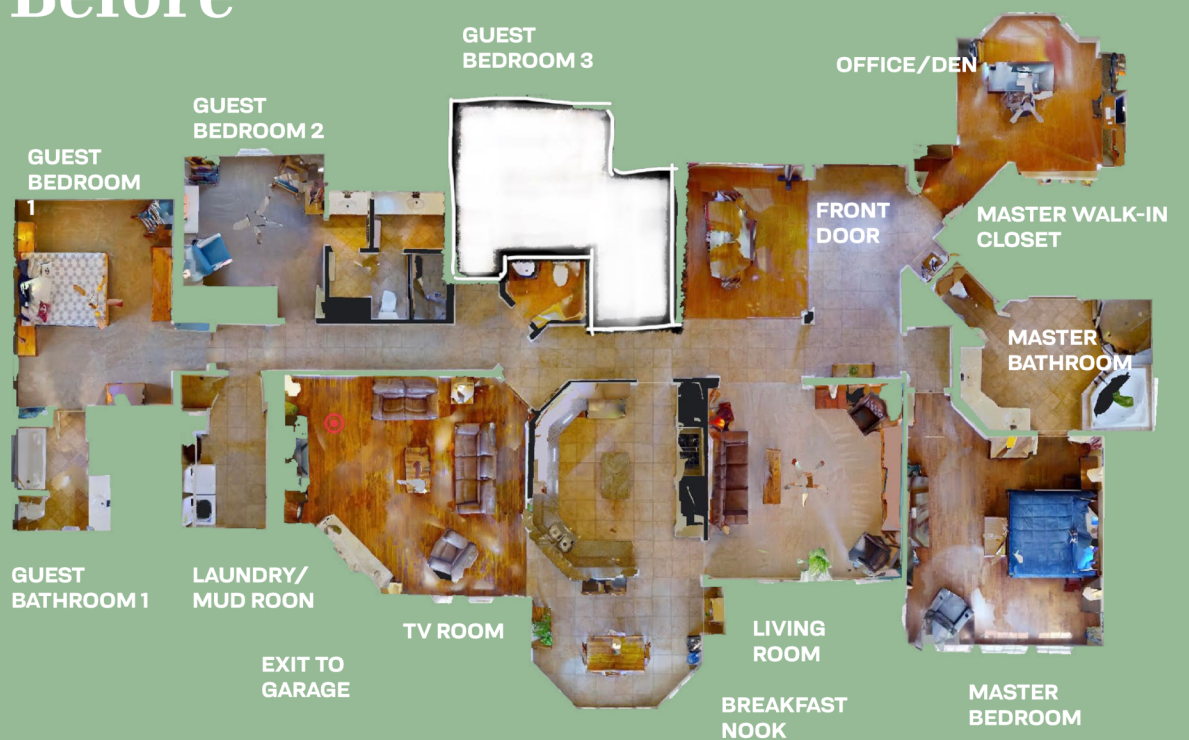 Before
GUEST
BEDROOM 3
OFFICE/DEN
GUEST
BEDROOM 2
GUEST
BEDROOM
1
FRONT
DOOR
MASTER WALK-IN
CLOSET
MASTER
BATHROOM
GUEST
BATHROOM 1
LAUNDRY/
MUD ROON
TV ROOM
LIVING
ROOM
EXIT TO
GARAGE
BREAKFAST
NOOK
MASTER
BEDROOM